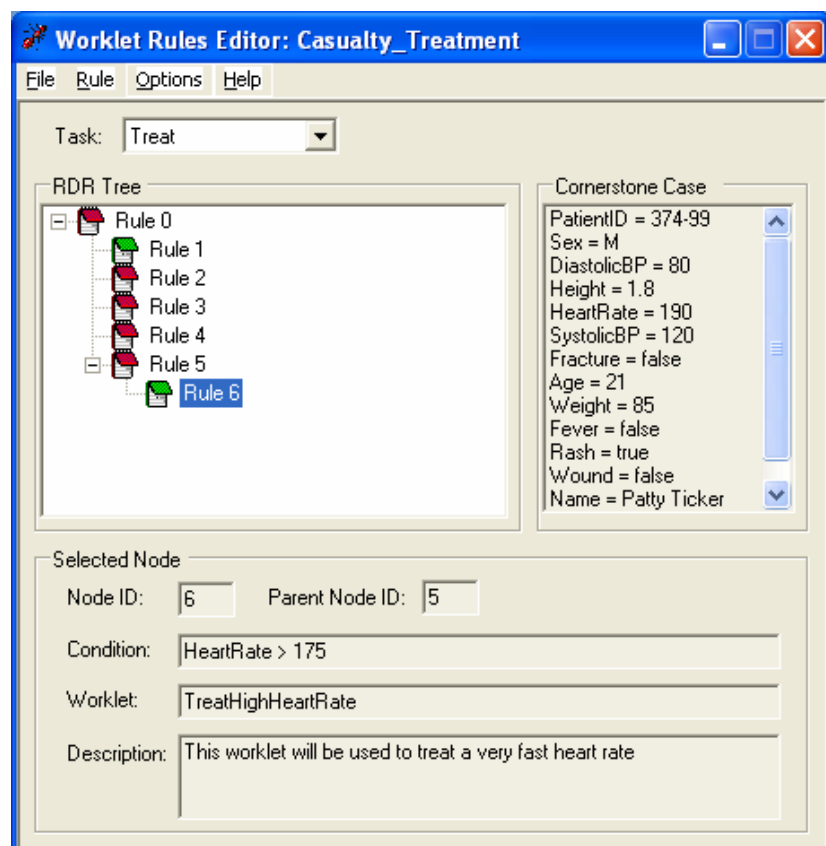 Worklet Rules Editor: Casualty_Treatment
File Rule Options Help
Task: Treat
RDR Tree
Rule 0
Rule 1
Rule 2
Rule 3
Rule 4
Rule 5
Rule 6
Cornerstone Case
PatientID = 374-99
Sex = M
DiastolicBP = 80
Height = 1.8
HeartRate = 190
SystolicBP = 120
Fracture = false
Age = 21
Weight = 85
Fever = false
Rash = true
Wound = false
Name = Patty Ticker
Selected Node
Node ID: 6 Parent Node ID: 5
Condition: HeartRate > 175
Worklet: TreatHighHeartRate
Description: This worklet will be used to treat a very fast heart rate